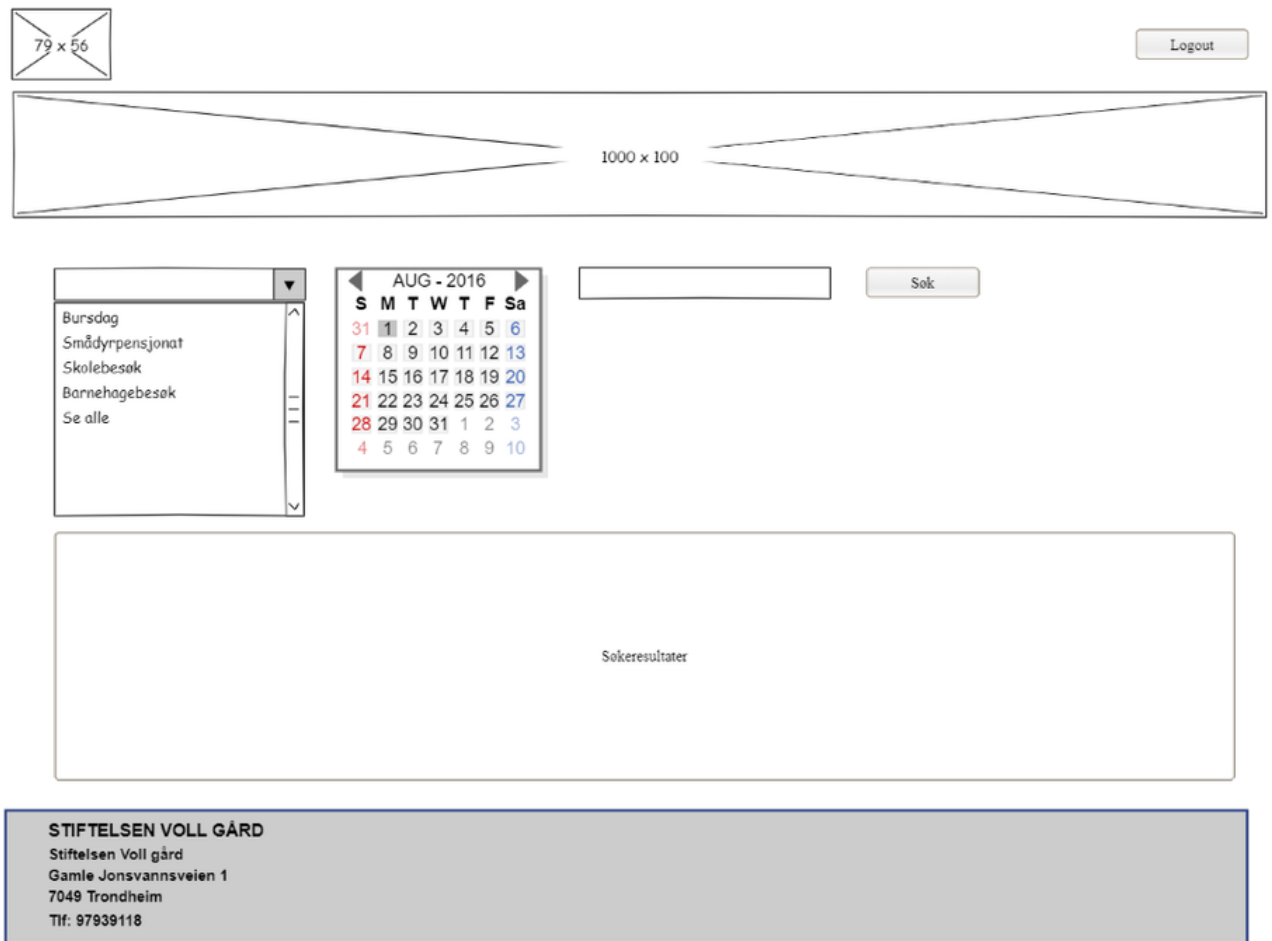 79 x 56
Logout
1000 x 100
AUG - 2016
Søk
S M T W T F Sa
Bursdag
Smådyrpensjonat
Skolebesøk
Barnehagebesøk
Se alle
31 1 2 3 4 5 6
7 8 9 10 11 12 13
14 15 16 17 18 19 20
21 22 23 24 25 26 27
28 29 30 31 1 2 3
4 5 6 7 8 9 10
Søkeresultater
STIFTELSEN VOLL GÅRD
Stiftelsen Voll gård
Gamle Jonsvannsveien 1
7049 Trondheim
Tlf: 97939118